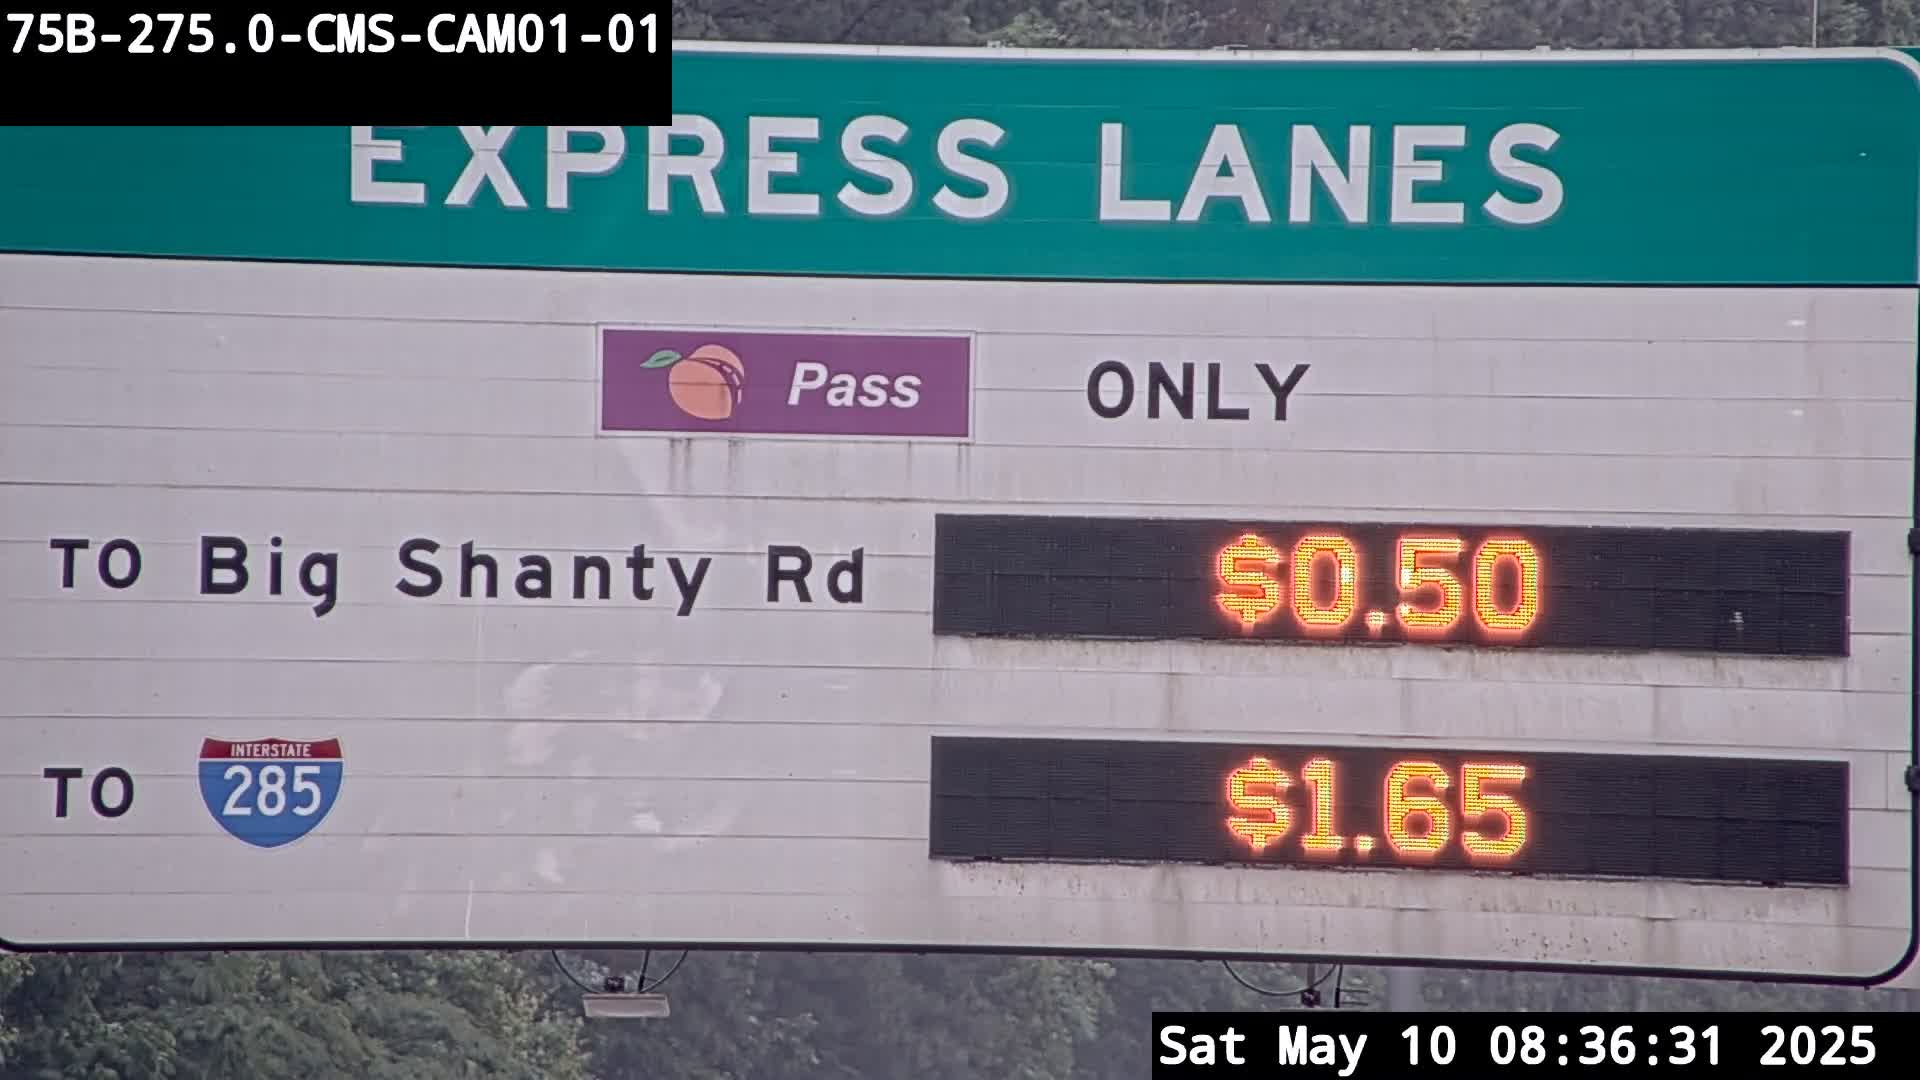 75B-275.0-CMS-CAM01-01
EXPRESS LANES
Pass ONLY
TO Big Shanty Rd $0.50
INTERSTATE
TO 285 $1.65
Sat May 10 08:36:31 2025